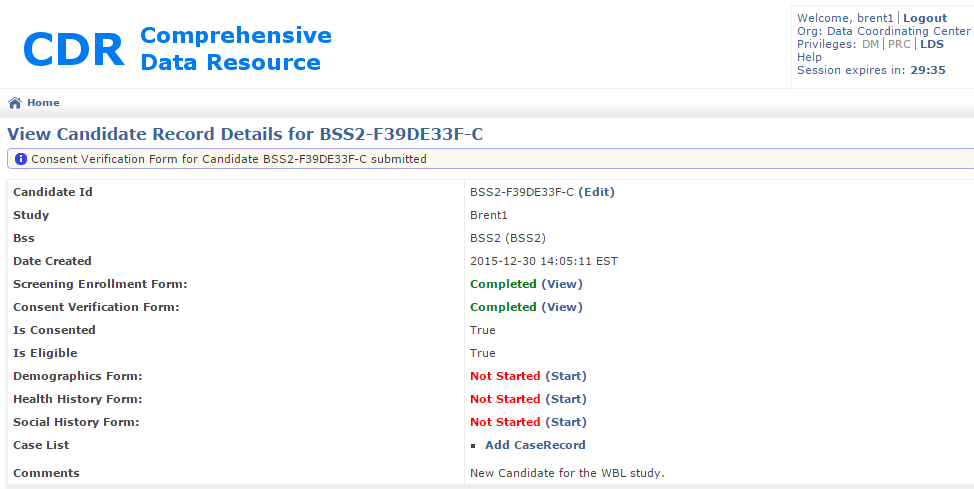 CDR Comprehensive
Data Resource
Welcome, brent1 | Logout
Org: Data Coordinating Center
Privileges: DM | PRC | LDS
Help
Session expires in: 29:35
Home
View Candidate Record Details for BSS2-F39DE33F-C
Consent Verification Form for Candidate BSS2-F39DE33F-C submitted
Candidate Id BSS2-F39DE33F-C (Edit)
Study Brent1
Bss BSS2 (BSS2)
Date Created 2015-12-30 14:05:11 EST
Screening Enrollment Form: Completed (View)
Consent Verification Form: Completed (View)
Is Consented True
Is Eligible True
Demographics Form: Not Started (Start)
Health History Form: Not Started (Start)
Social History Form: Not Started (Start)
Case List ▪ Add CaseRecord
Comments New Candidate for the WBL study.